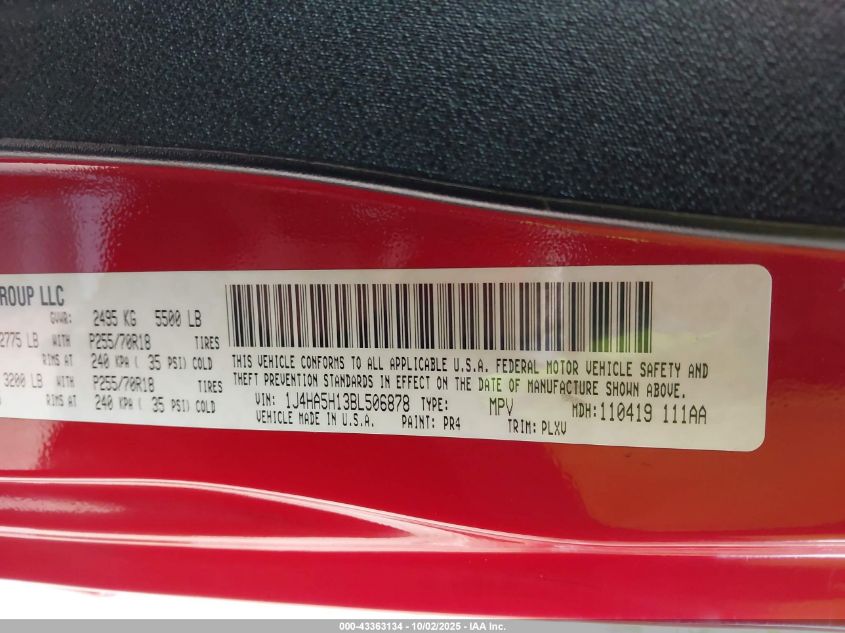 ROUP LLC
GVWR: 2495 KG 5500 LB
2775 LB WITH P255/70R18 TIRES
RIMS AT 240 KPA ( 35 PSI) COLD
3200 LB WITH P255/70R18 TIRES
RIMS AT 240 KPA ( 35 PSI) COLD
THIS VEHICLE CONFORMS TO ALL APPLICABLE U.S.A. FEDERAL MOTOR VEHICLE SAFETY AND
THEFT PREVENTION STANDARDS IN EFFECT ON THE DATE OF MANUFACTURE SHOWN ABOVE.
VIN: 1J4HA5H13BL506878 TYPE: MPV MDH: 110419 111AA
VEHICLE MADE IN U.S.A. PAINT: PR4 TRIM: PLXV
000-43363134 - 10/02/2025 - IAA Inc.